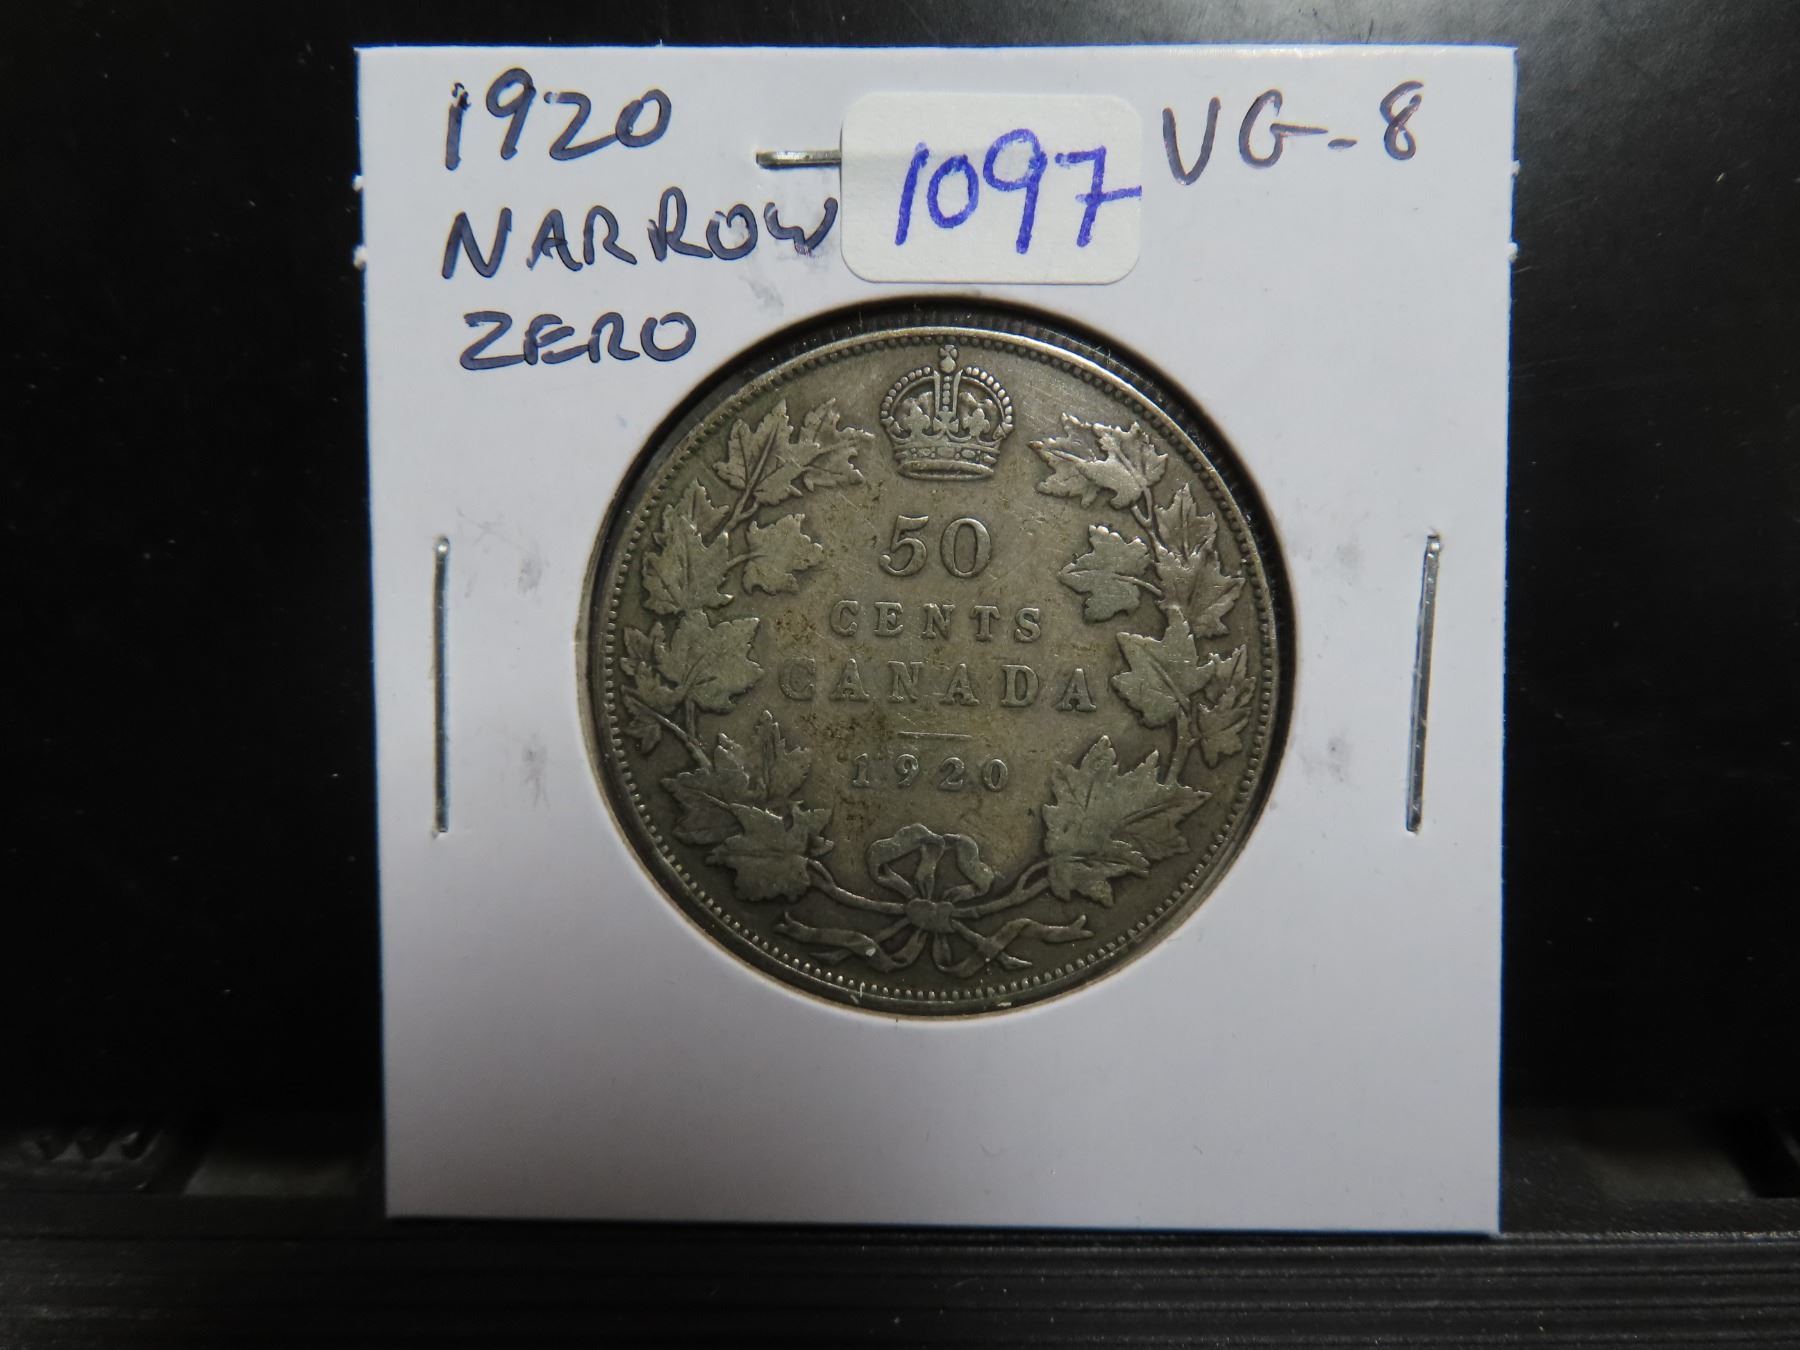 1920
NARROW
ZERO
1097
VG-8
50
CENTS
CANADA
1920